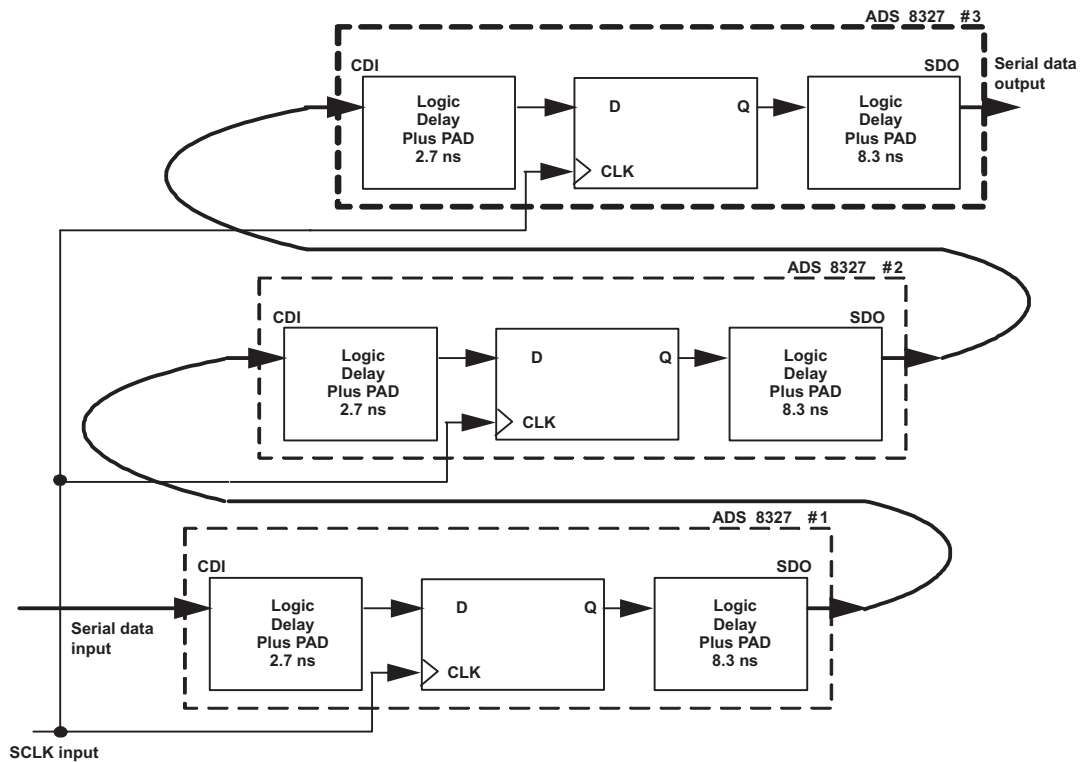 ADS 8327 #3
CDI
SDO
Serial data
output
Logic
Delay
Plus PAD
2.7 ns
D
Q
CLK
Logic
Delay
Plus PAD
8.3 ns
ADS 8327 #2
CDI
SDO
Logic
Delay
Plus PAD
2.7 ns
D
Q
CLK
Logic
Delay
Plus PAD
8.3 ns
ADS 8327 #1
CDI
SDO
Serial data
input
Logic
Delay
Plus PAD
2.7 ns
D
Q
CLK
Logic
Delay
Plus PAD
8.3 ns
SCLK input